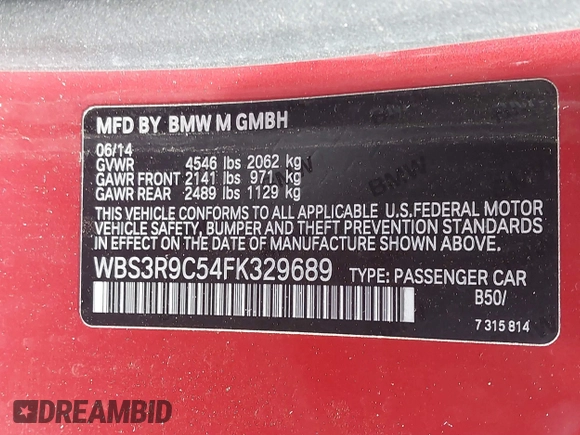 MFD BY BMW M GMBH
06/14
GVWR 4546 lbs 2062 kg
GAWR FRONT 2141 lbs 971 kg
GAWR REAR 2489 lbs 1129 kg
THIS VEHICLE CONFORMS TO ALL APPLICABLE U.S.FEDERAL MOTOR
VEHICLE SAFETY, BUMPER AND THEFT PREVENTION STANDARDS
IN EFFECT ON THE DATE OF MANUFACTURE SHOWN ABOVE.
WBS3R9C54FK329689 TYPE: PASSENGER CAR
B50/
7 315 814
BMW
DREAMBID